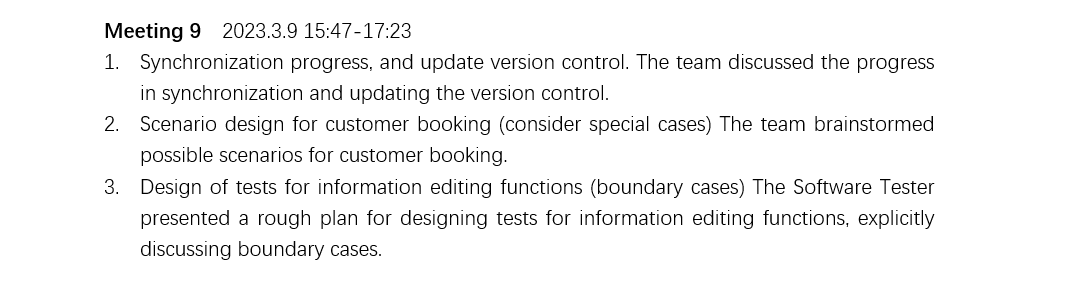 Meeting 9 2023.3.9 15:47-17:23
1. Synchronization progress, and update version control. The team discussed the progress
in synchronization and updating the version control.
2. Scenario design for customer booking (consider special cases) The team brainstormed
possible scenarios for customer booking.
3. Design of tests for information editing functions (boundary cases) The Software Tester
presented a rough plan for designing tests for information editing functions, explicitly
discussing boundary cases.